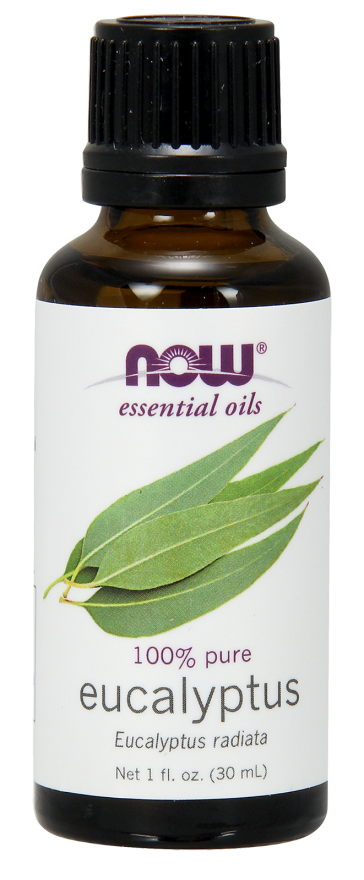 NOW®
essential oils
100% pure
eucalyptus
Eucalyptus radiata
Net 1 fl. oz. (30 mL)